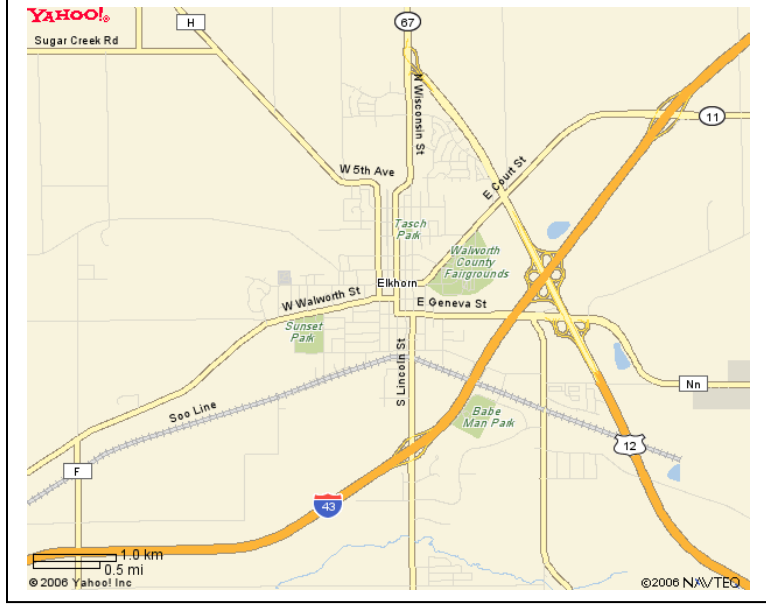 YAHOO!®
H
67
Sugar Creek Rd
N Wisconsin St
11
W 5th Ave
E Court St
Tasch
Park
Walworth
County
Fairgrounds
Elkhorn
W Walworth St
E Geneva St
Sunset
Park
S Lincoln St
Nn
Soo Line
Babe
Man Park
12
F
43
1.0 km
0.5 mi
©2006 Yahoo! Inc
©2006 NAVTEQ